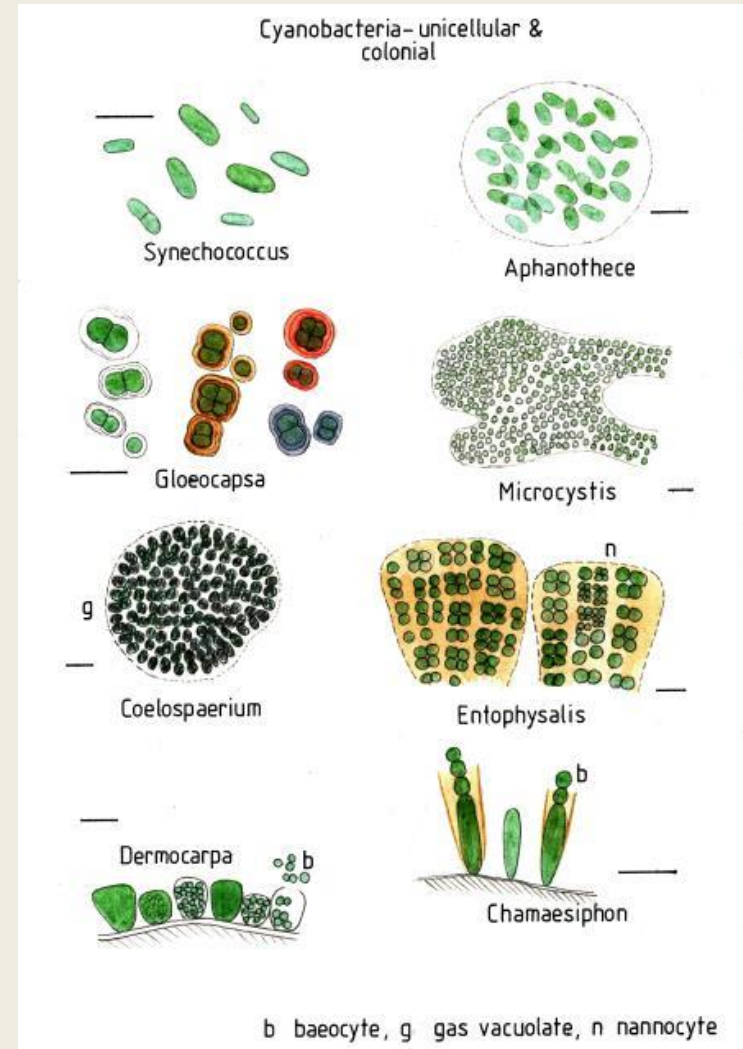 Cyanobacteria- unicellular &
colonial
Synechococcus
Aphanothece
Gloeocapsa
Microcystis
g
n
Coelospaerium
Entophysalis
b
Dermocarpa
b
Chamaesiphon
b baeocyte, g gas vacuolate, n nannocyte